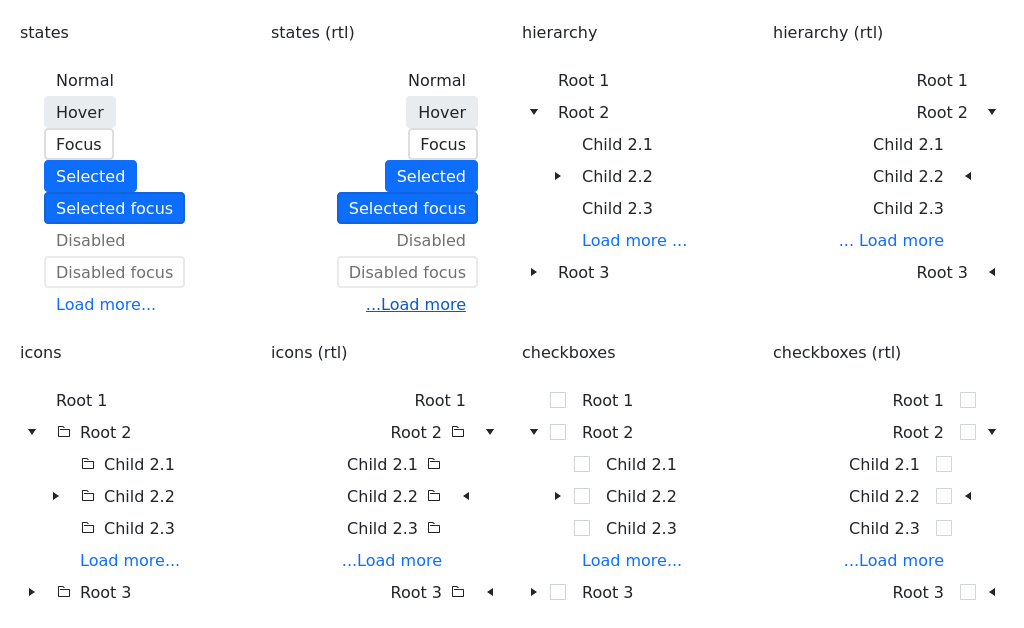 states
Normal
Hover
Focus
Selected
Selected focus
Disabled
Disabled focus
Load more...
states (rtl)
Normal
Hover
Focus
Selected
Selected focus
Disabled
Disabled focus
...Load more
hierarchy
Root 1
Root 2
Child 2.1
Child 2.2
Child 2.3
Load more ...
Root 3
hierarchy (rtl)
Root 1
Root 2
Child 2.1
Child 2.2
Child 2.3
... Load more
Root 3
icons
Root 1
Root 2
Child 2.1
Child 2.2
Child 2.3
Load more...
Root 3
icons (rtl)
Root 1
Root 2
Child 2.1
Child 2.2
Child 2.3
...Load more
Root 3
checkboxes
Root 1
Root 2
Child 2.1
Child 2.2
Child 2.3
Load more...
Root 3
checkboxes (rtl)
Root 1
Root 2
Child 2.1
Child 2.2
Child 2.3
...Load more
Root 3